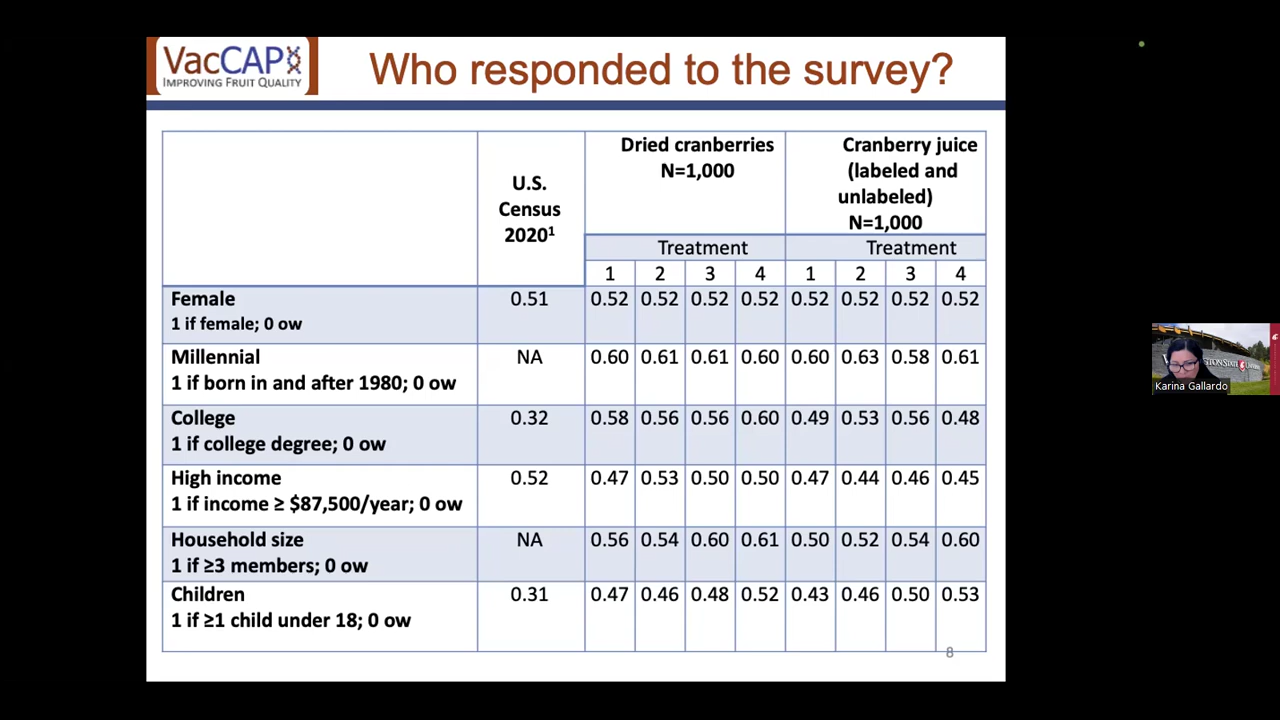 VacCAP
IMPROVING FRUIT QUALITY
Who responded to the survey?
U.S.
Census
2020¹
Dried cranberries
N=1,000
Cranberry juice
(labeled and
unlabeled)
N=1,000
Treatment Treatment
1 2 3 4 1 2 3 4
Female 0.51 0.52 0.52 0.52 0.52 0.52 0.52 0.52 0.52
1 if female; 0 ow
Millennial NA 0.60 0.61 0.61 0.60 0.60 0.63 0.58 0.61
1 if born in and after 1980; 0 ow
College 0.32 0.58 0.56 0.56 0.60 0.49 0.53 0.56 0.48
1 if college degree; 0 ow
High income 0.52 0.47 0.53 0.50 0.50 0.47 0.44 0.46 0.45
1 if income ≥ $87,500/year; 0 ow
Household size NA 0.56 0.54 0.60 0.61 0.50 0.52 0.54 0.60
1 if ≥3 members; 0 ow
Children 0.31 0.47 0.46 0.48 0.52 0.43 0.46 0.50 0.53
1 if ≥1 child under 18; 0 ow
8
Karina Gallardo